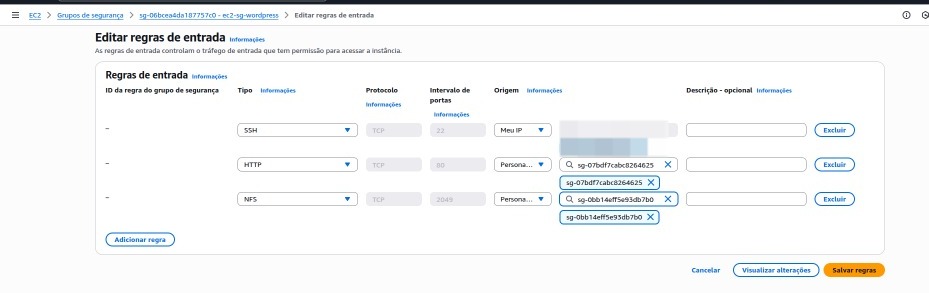 EC2 > Grupos de segurança > sg-06bcea4da187757c0 - ec2-sg-wordpress > Editar regras de entrada
Editar regras de entrada Informações
As regras de entrada controlam o tráfego de entrada que tem permissão para acessar a instância.
Regras de entrada Informações
ID da regra do grupo de segurança Tipo Informações Protocolo Informações Intervalo de portas Informações Origem Informações Descrição - opcional Informações
– SSH TCP 22 Meu IP Excluir
– HTTP TCP 80 Persona... sg-07bdf7cabc8264625 Excluir
sg-07bdf7cabc8264625
– NFS TCP 2049 Persona... sg-0bb14eff5e93db7b0 Excluir
sg-0bb14eff5e93db7b0
Adicionar regra
Cancelar Visualizar alterações Salvar regras